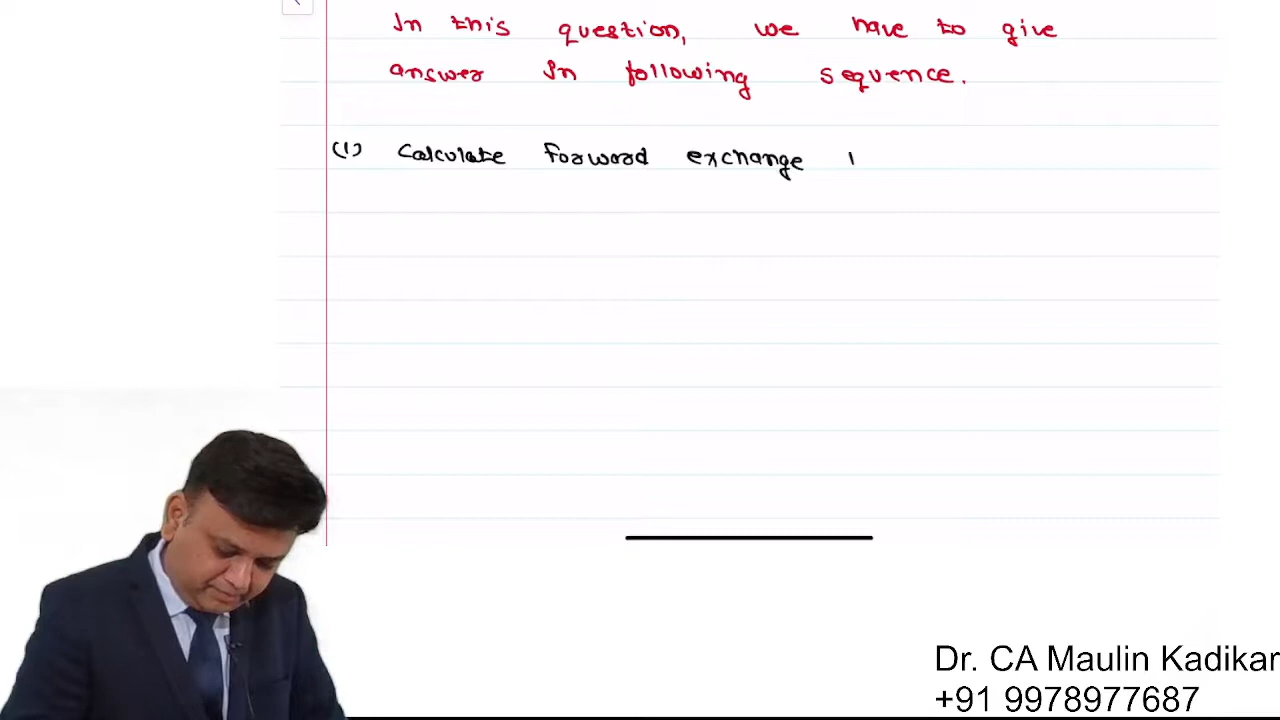 In this question, we have to give
answer in following sequence.
(1) Calculate forward exchange
Dr. CA Maulin Kadikar
+91 9978977687